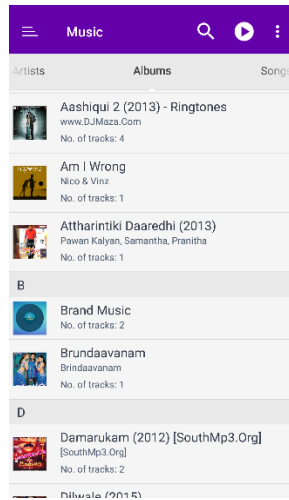 Music
Artists Albums Songs
Aashiqui 2 (2013) - Ringtones
www.DJMaza.Com
No. of tracks: 4
Am I Wrong
Nico & Vinz
No. of tracks: 1
Attharintiki Daaredhi (2013)
Pawan Kalyan, Samantha, Pranitha
No. of tracks: 1
B
Brand Music
No. of tracks: 2
Brundaavanam
Brindaavanam
No. of tracks: 1
D
Damarukam (2012) [SouthMp3.Org]
[SouthMp3.Org]
No. of tracks: 2
Dilwale (2015)